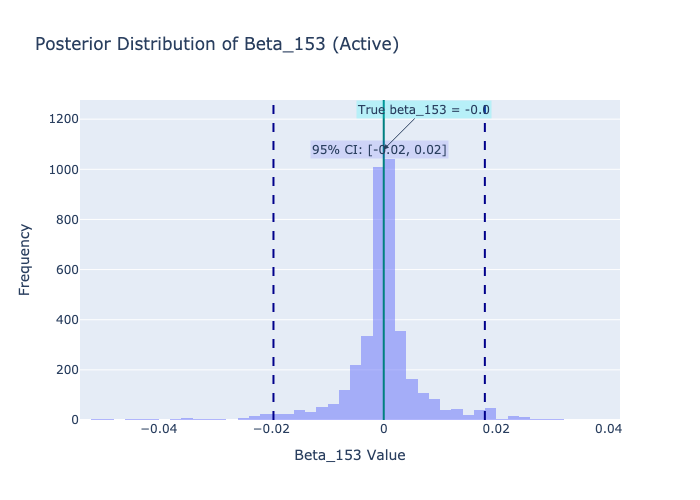 Posterior Distribution of Beta_153 (Active)
True beta_153 = -0.0
95% CI: [-0.02, 0.02]
1200
1000
800
600
400
200
0
Frequency
−0.04
−0.02
0
0.02
0.04
Beta_153 Value